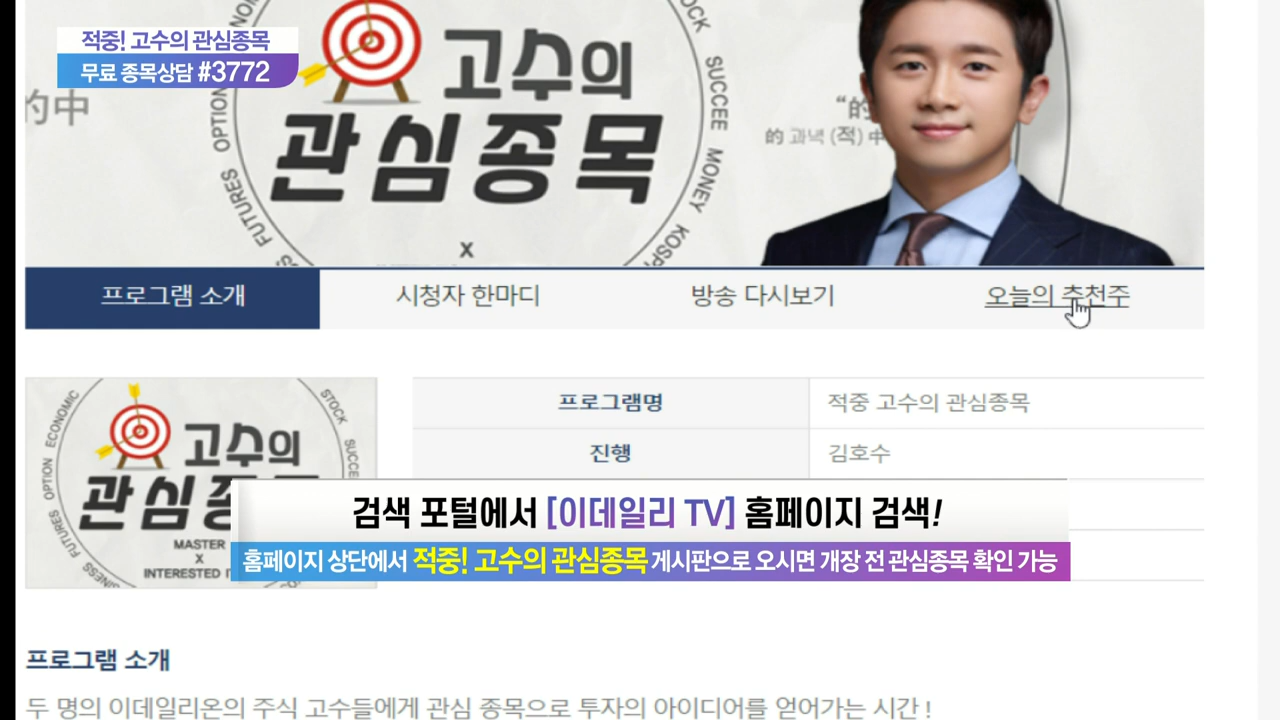 적중! 고수의 관심종목
무료 종목상담 #3772
的中
고수의
관심종목
X
FUTURES OPTION
SUCCEE MONEY KOSP
“的
的 과녁 (적) 中
프로그램 소개
시청자 한마디
방송 다시보기
오늘의 추천주
ECONOMIC
OPTION
FUTURES
STOCK
고수의
MASTER
X
프로그램명
적중 고수의 관심종목
진행
김호수
검색 포털에서 [이데일리 TV] 홈페이지 검색!
홈페이지 상단에서 적중! 고수의 관심종목 게시판으로 오시면 개장 전 관심종목 확인 가능
프로그램 소개
두 명의 이데일리온의 주식 고수들에게 관심 종목으로 투자의 아이디어를 얻어가는 시간 !